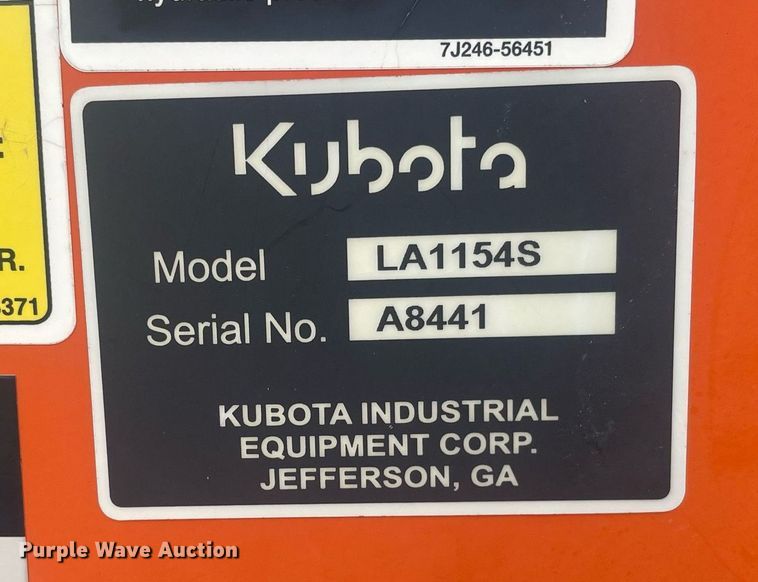 7J246-56451
R.
371
Kubota
Model LA1154S
Serial No. A8441
KUBOTA INDUSTRIAL
EQUIPMENT CORP.
JEFFERSON, GA
Purple Wave Auction